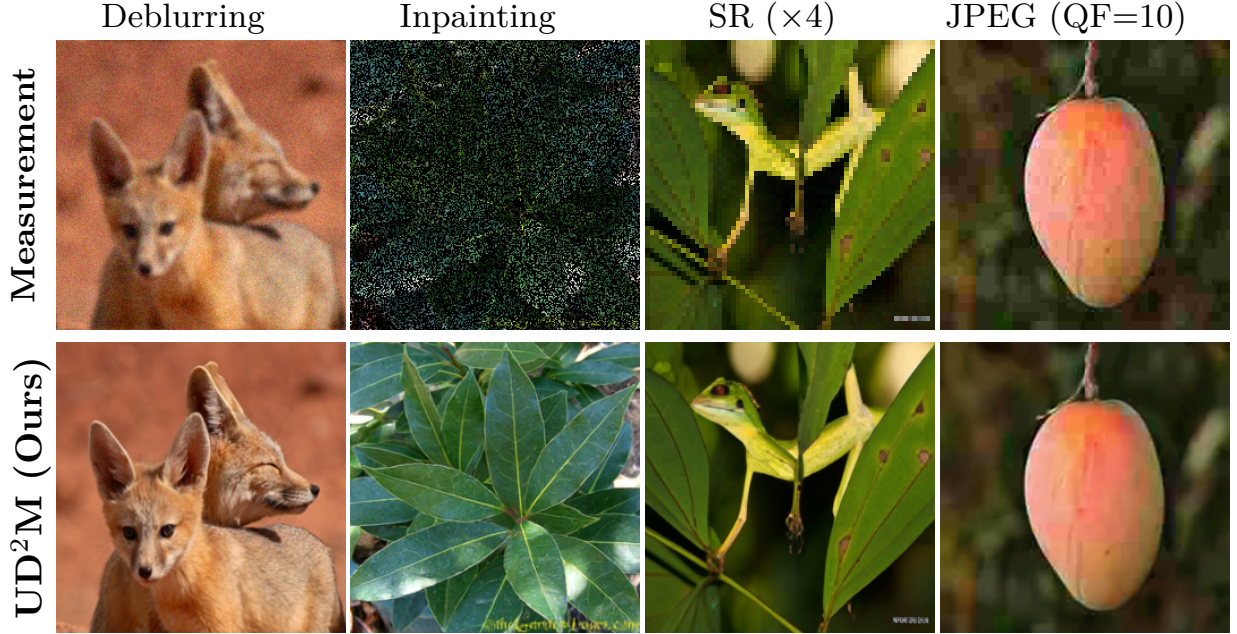 Deblurring Inpainting SR (×4) JPEG (QF=10)
Measurement
UD²M (Ours)